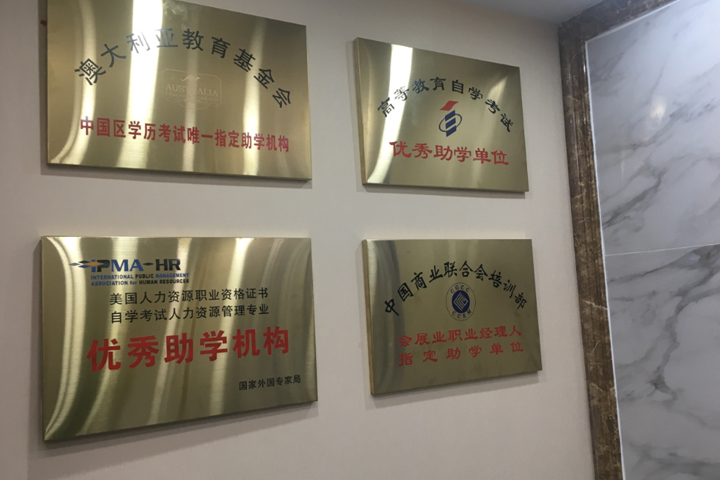 澳大利亚教育基金会
AUSTRALIA
中国区学历考试唯一指定助学机构
高等教育自学考试
优秀助学单位
IPMA-HR
INTERNATIONAL PUBLIC MANAGEMENT
ASSOCIATION for HUMAN RESOURCES
美国人力资源职业资格证书
自学考试人力资源管理专业
优秀助学机构
国家外国专家局
中国商业联合会培训部
会展业职业经理人
指定助学单位